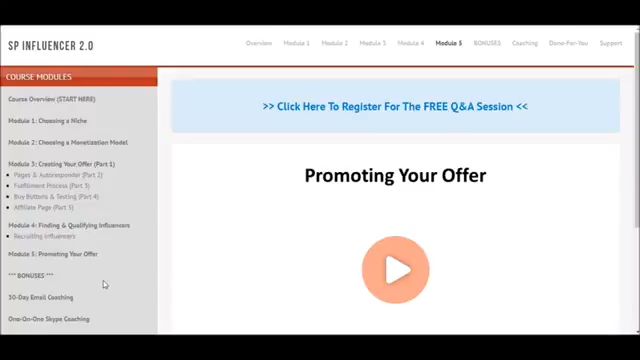 SP INFLUENCER 2.0
Overview Module 1 Module 2 Module 3 Module 4 Module 5 BONUSES Coaching Done-For-You Support
COURSE MODULES
Course Overview (START HERE)
Module 1: Choosing a Niche
Module 2: Choosing a Monetization Model
Module 3: Creating Your Offer (Part 1)
Pages & Autoresponder (Part 2)
Fulfillment Process (Part 3)
Buy Buttons & Testing (Part 4)
Affiliate Page (Part 5)
Module 4: Finding & Qualifying Influencers
Recruiting Influencers
Module 5: Promoting Your Offer
*** BONUSES ***
30-Day Email Coaching
One-On-One Skype Coaching
>> Click Here To Register For The FREE Q&A Session <<
Promoting Your Offer